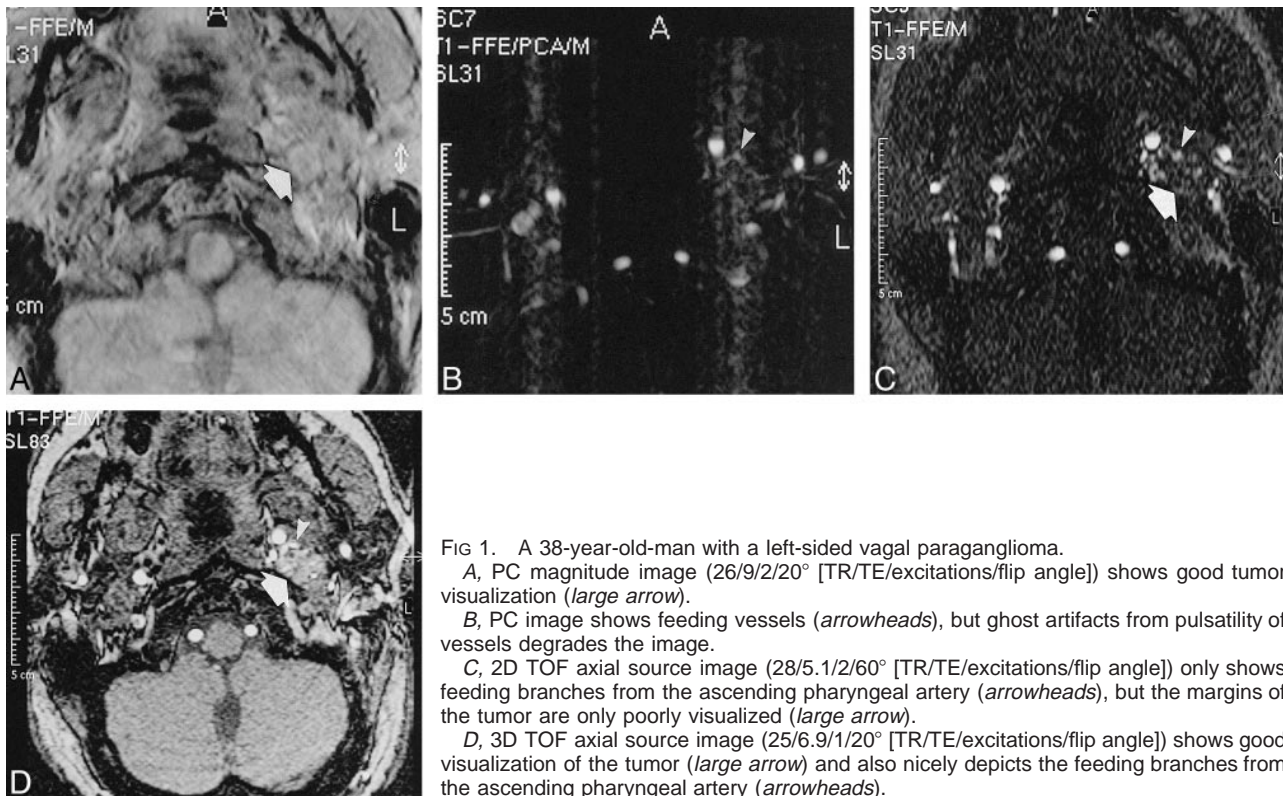 A
-FFE/M
SL31
L
5 cm
A
SC7
T1-FFE/PCA/M
SL31
A
L
5 cm
B
T1-FFE/M
SL31
L
5 cm
C
T1-FFE/M
SL83
5cm
L
D
FIG 1. A 38-year-old-man with a left-sided vagal paraganglioma.
A, PC magnitude image (26/9/2/20° [TR/TE/excitations/flip angle]) shows good tumor
visualization (large arrow).
B, PC image shows feeding vessels (arrowheads), but ghost artifacts from pulsatility of
vessels degrades the image.
C, 2D TOF axial source image (28/5.1/2/60° [TR/TE/excitations/flip angle]) only shows
feeding branches from the ascending pharyngeal artery (arrowheads), but the margins of
the tumor are only poorly visualized (large arrow).
D, 3D TOF axial source image (25/6.9/1/20° [TR/TE/excitations/flip angle]) shows good
visualization of the tumor (large arrow) and also nicely depicts the feeding branches from
the ascending pharyngeal artery (arrowheads).